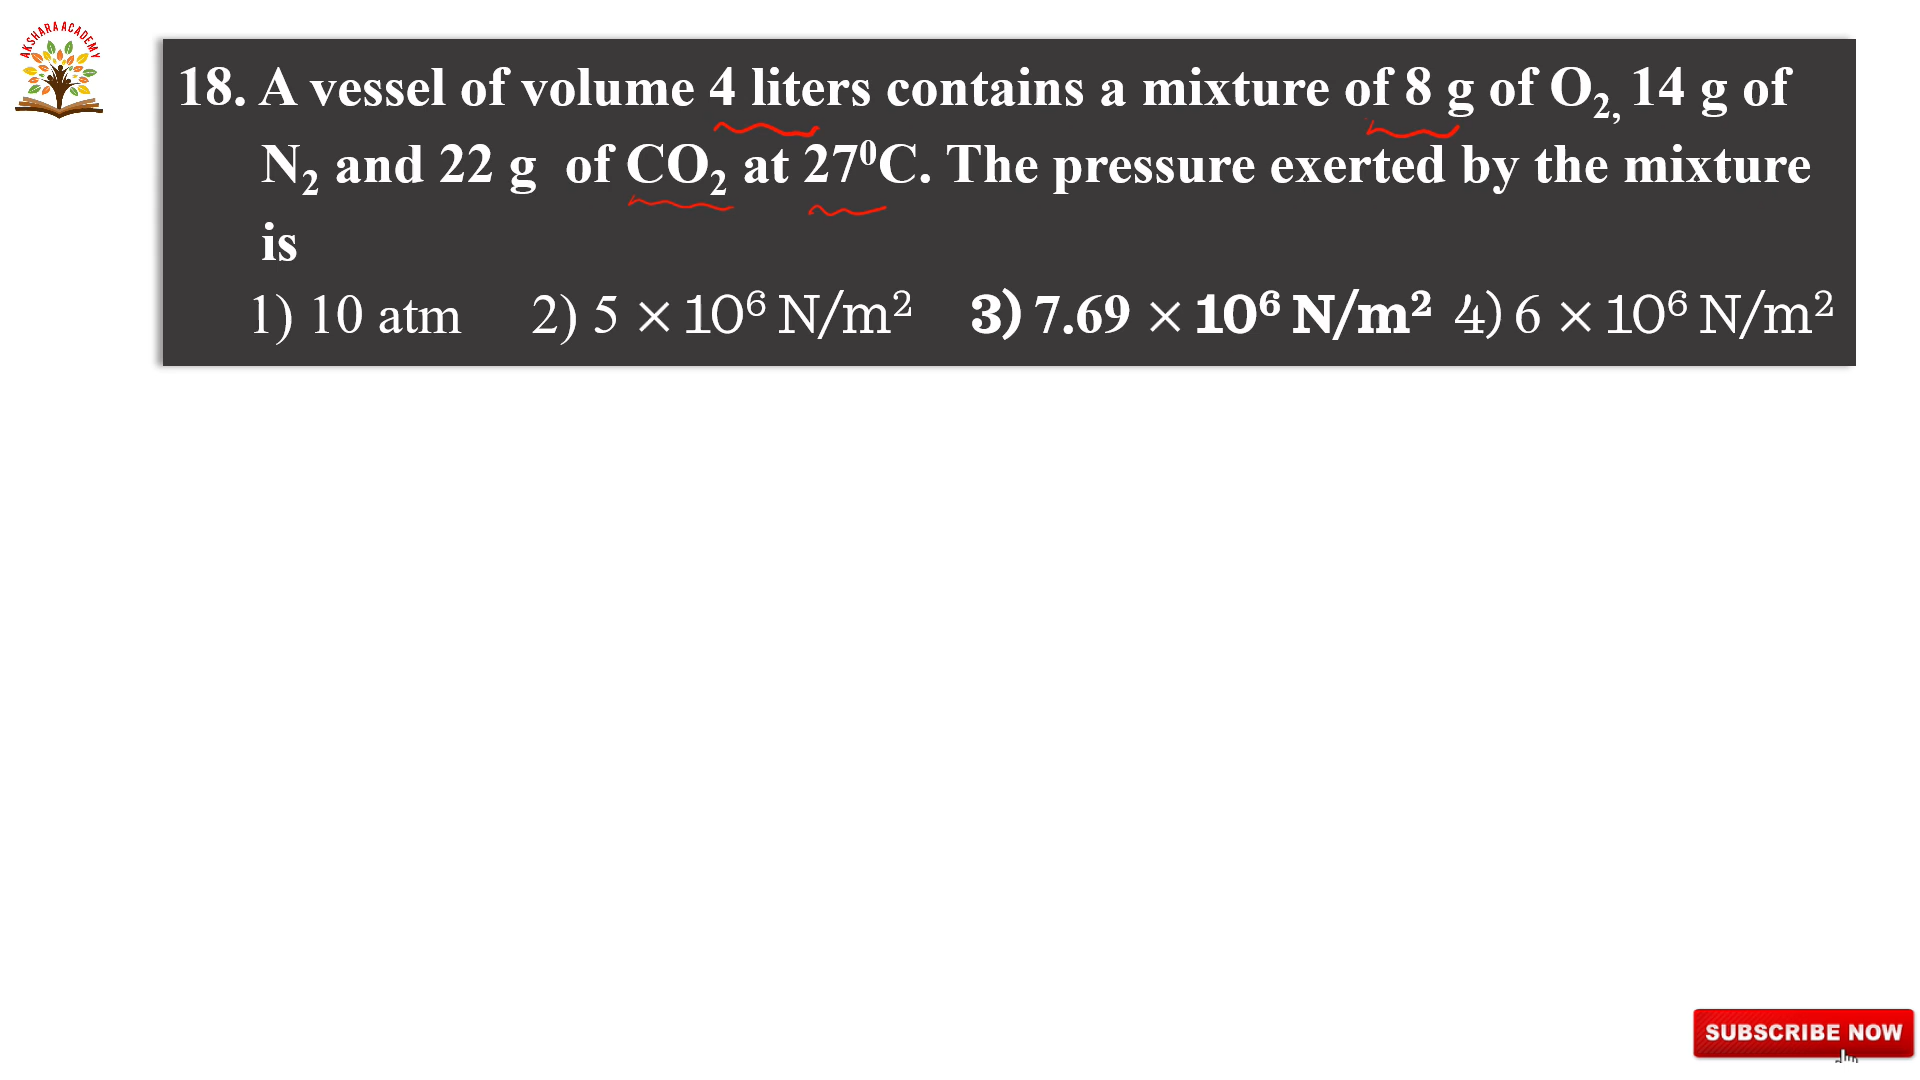 AKSHARA ACADEMY
18. A vessel of volume 4 liters contains a mixture of 8 g of O₂, 14 g of
N₂ and 22 g of CO₂ at 27⁰C. The pressure exerted by the mixture
is
1) 10 atm 2) 5 × 10⁶ N/m² 3) 7.69 × 10⁶ N/m² 4) 6 × 10⁶ N/m²
SUBSCRIBE NOW